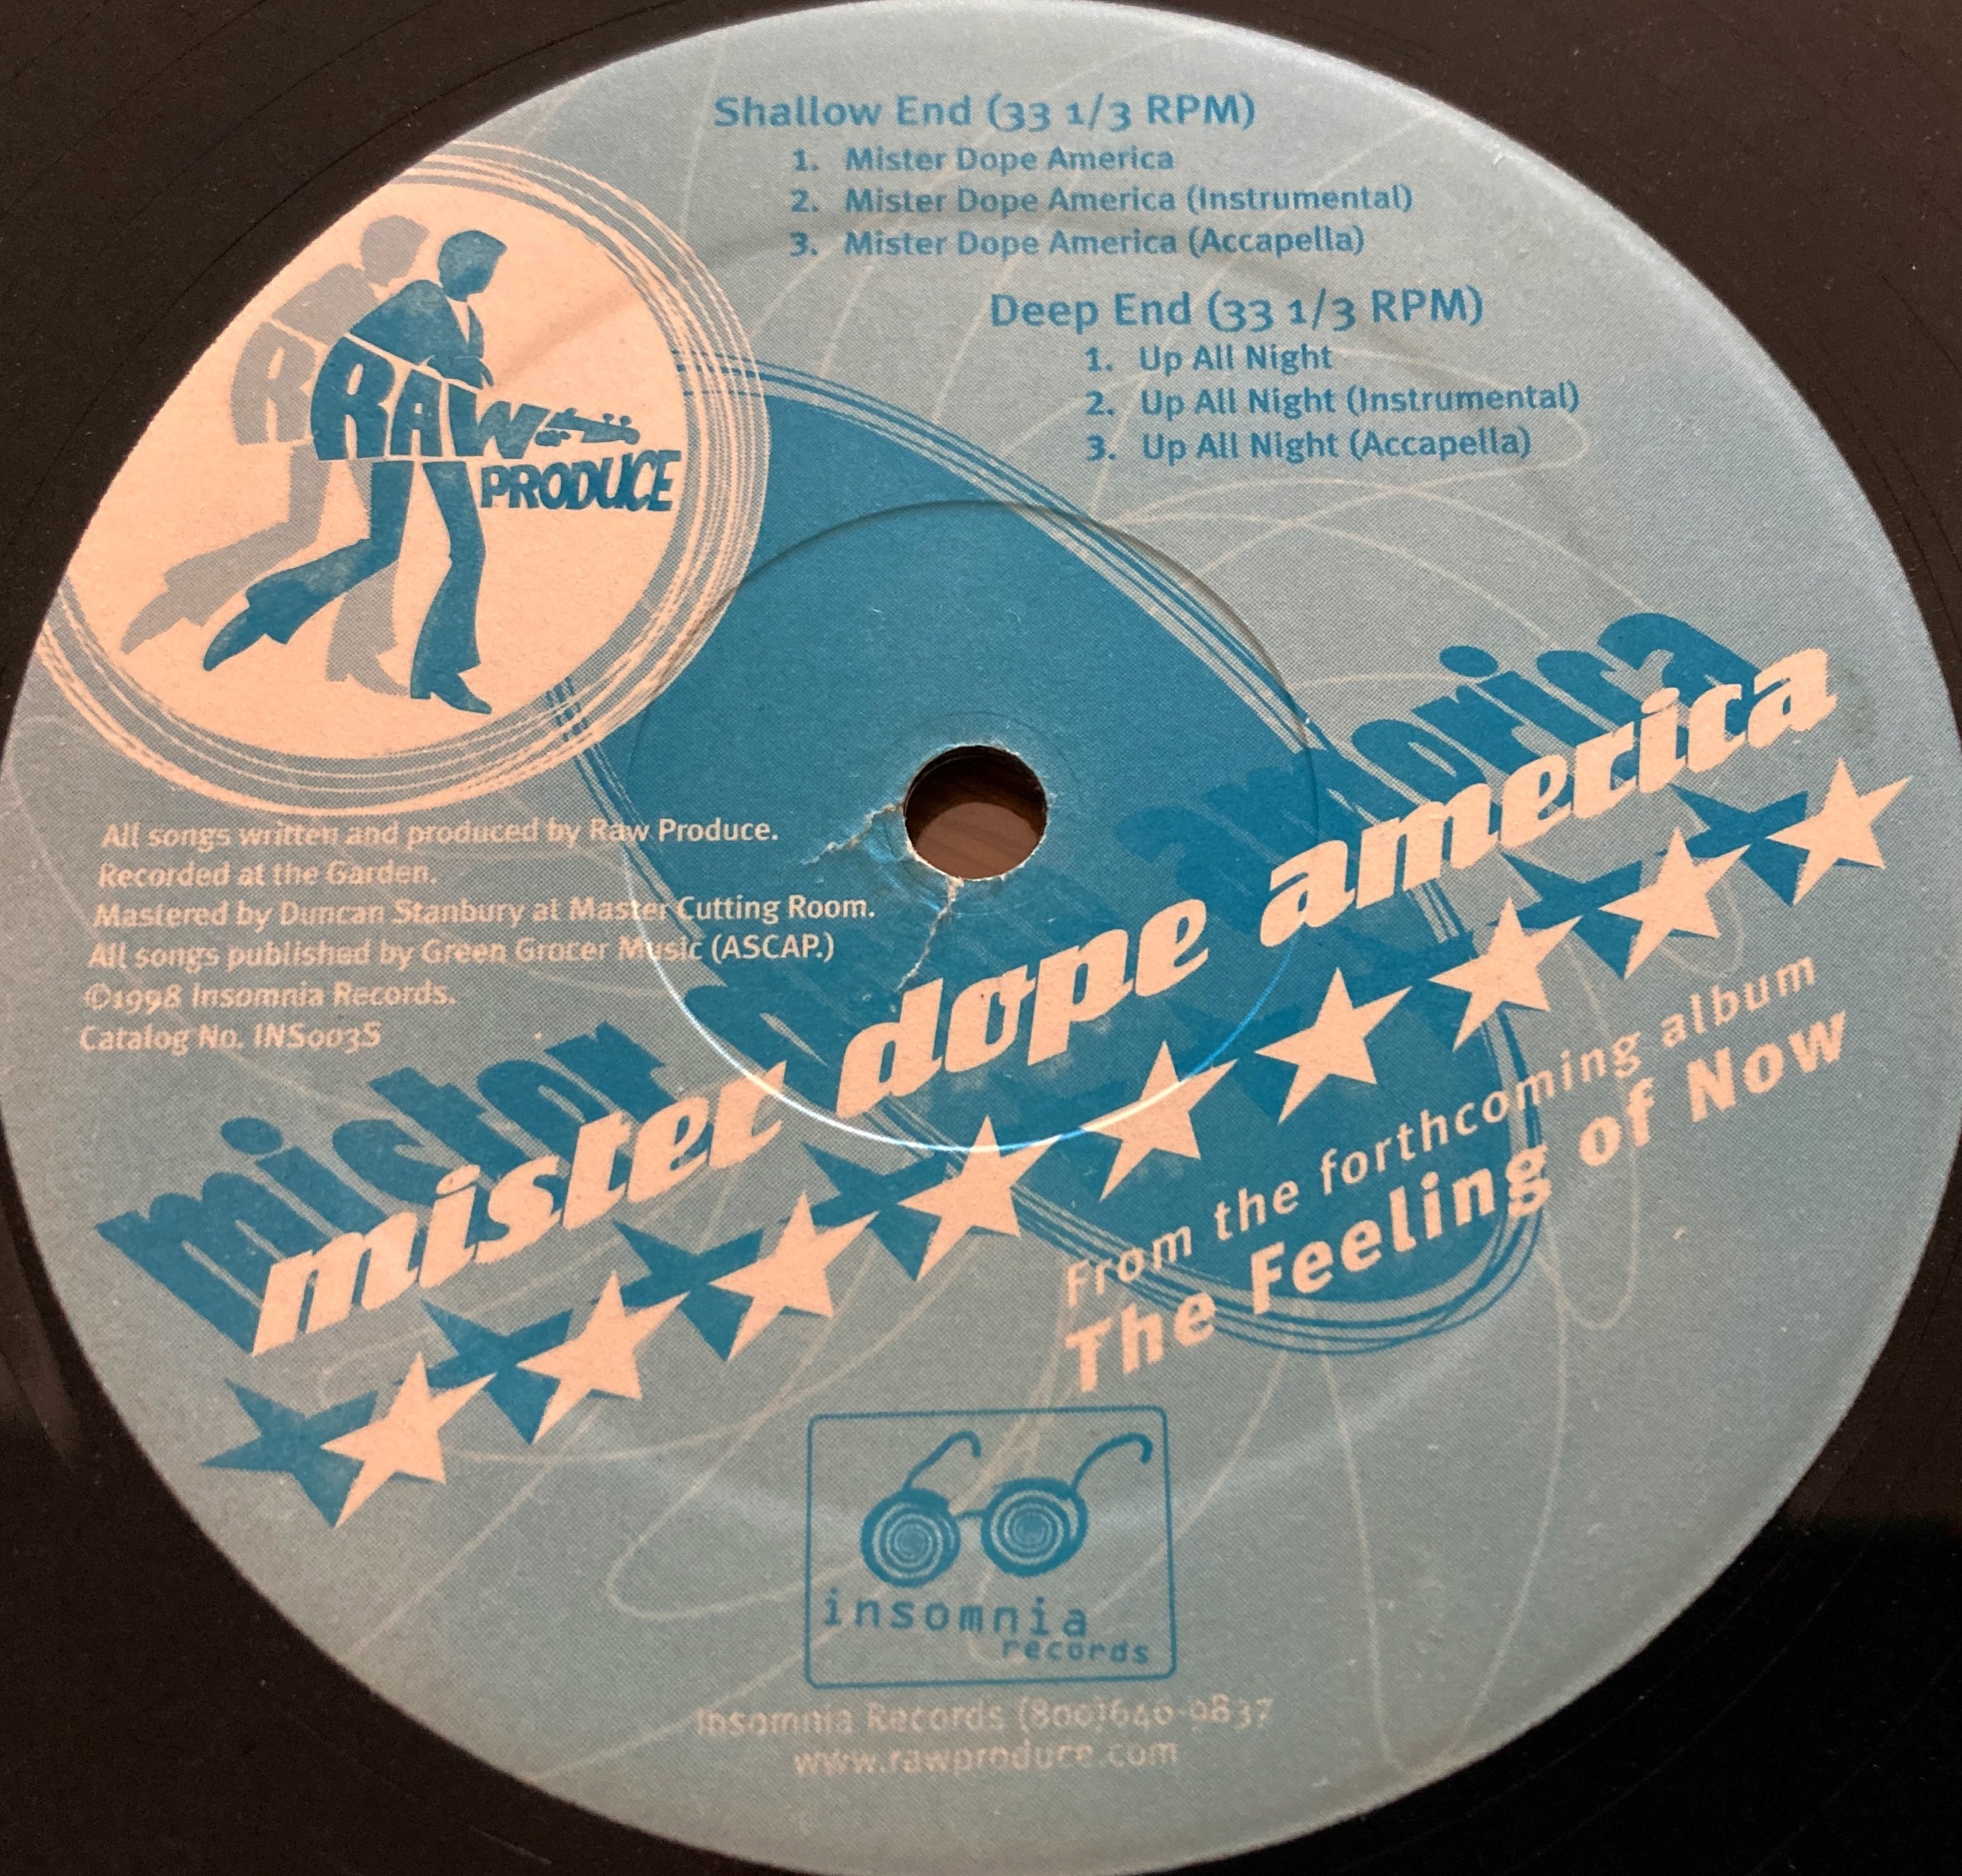 Shallow End (33 1/3 RPM)
1. Mister Dope America
2. Mister Dope America (Instrumental)
3. Mister Dope America (Accapella)
Deep End (33 1/3 RPM)
1. Up All Night
2. Up All Night (Instrumental)
3. Up All Night (Accapella)
RAW
PRODUCE
All songs written and produced by Raw Produce.
Recorded at the Garden.
Mastered by Duncan Stanbury at Master Cutting Room.
All songs published by Green Grocer Music (ASCAP.)
©1998 Insomnia Records.
Catalog No. INS003S
mister dope america
From the forthcoming album
The Feeling of Now
insomnia
records
Insomnia Records (800)640-9837
www.rawproduce.com